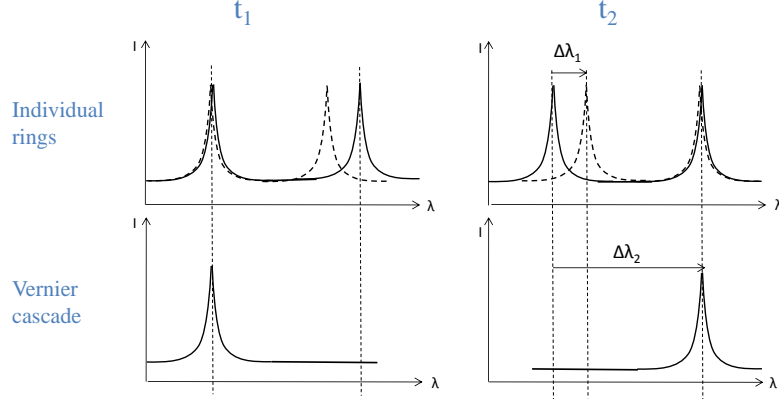 t1
t2
I
λ
I
Δλ1
λ
Individual
rings
I
λ
I
Δλ2
λ
Vernier
cascade